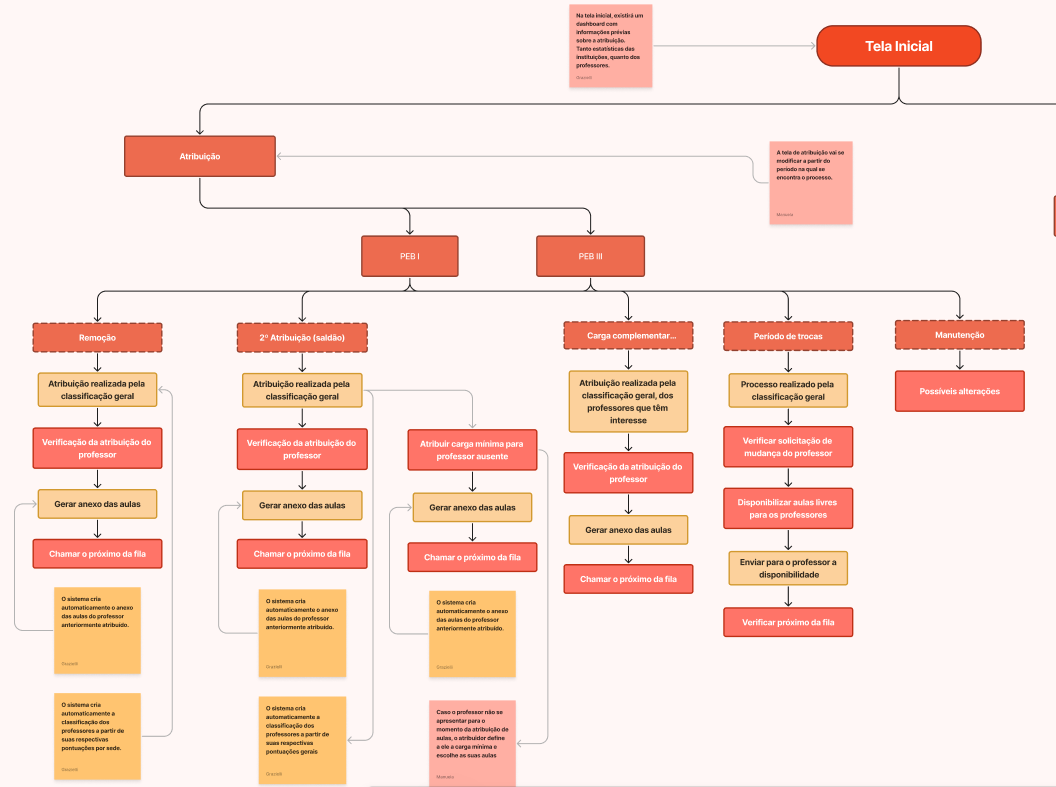 Na tela inicial, existirá um
dashboard com
informações prévias
sobre a atribuição.
Tanto estatísticas das
instituições, quanto dos
professores.
Grazielli
Tela Inicial
Atribuição
A tela de atribuição vai se
modificar a partir do
período na qual se
encontra o processo.
Manassi
PEB I
PEB III
Remoção
2º Atribuição (saldão)
Carga complementar...
Período de trocas
Manutenção
Atribuição realizada pela
classificação geral
Verificação da atribuição do
professor
Gerar anexo das aulas
Chamar o próximo da fila
O sistema cria
automaticamente o anexo
das aulas do professor
anteriormente atribuído.
Grazielli
O sistema cria
automaticamente a
classificação dos
professores a partir de
suas respectivas
pontuações por sede.
Grazielli
Atribuição realizada pela
classificação geral
Verificação da atribuição do
professor
Gerar anexo das aulas
Chamar o próximo da fila
O sistema cria
automaticamente o anexo
das aulas do professor
anteriormente atribuído.
Grazielli
O sistema cria
automaticamente a
classificação dos
professores a partir de
suas respectivas
pontuações gerais
Grazielli
Atribuir carga mínima para
professor ausente
Gerar anexo das aulas
Chamar o próximo da fila
O sistema cria
automaticamente o anexo
das aulas do professor
anteriormente atribuído.
Grazielli
Caso o professor não se
apresentar para o
momento da atribuição de
aulas, o atribuidor define
a ele a carga mínima e
escolhe as suas aulas
Manassi
Atribuição realizada pela
classificação geral, dos
professores que têm
interesse
Verificação da atribuição do
professor
Gerar anexo das aulas
Chamar o próximo da fila
Processo realizado pela
classificação geral
Verificar solicitação de
mudança do professor
Disponibilizar aulas livres
para os professores
Enviar para o professor a
disponibilidade
Verificar próximo da fila
Possíveis alterações